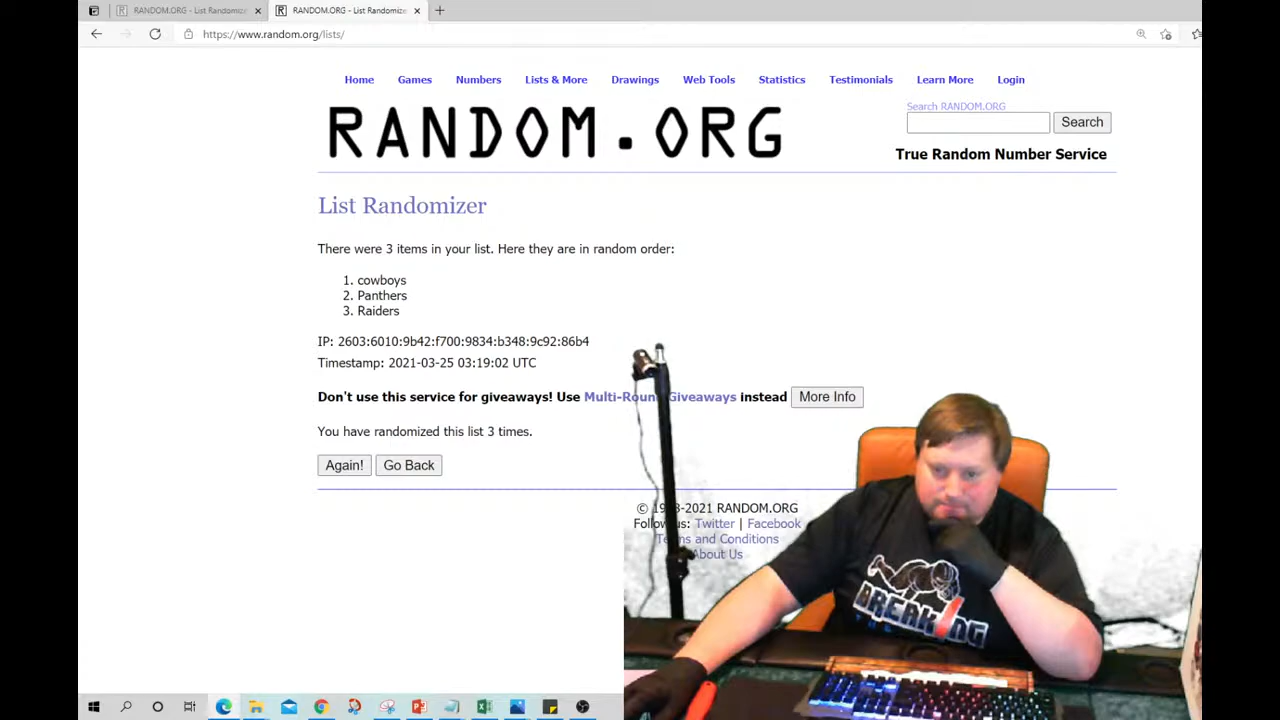 RANDOM.ORG - List Randomize
RANDOM.ORG - List Randomize
https://www.random.org/lists/
Home Games Numbers Lists & More Drawings Web Tools Statistics Testimonials Learn More Login
RANDOM.ORG
Search RANDOM.ORG
Search
True Random Number Service
List Randomizer
There were 3 items in your list. Here they are in random order:
1. cowboys
2. Panthers
3. Raiders
IP: 2603:6010:9b42:f700:9834:b348:9c92:86b4
Timestamp: 2021-03-25 03:19:02 UTC
Don't use this service for giveaways! Use Multi-Round Giveaways instead More Info
You have randomized this list 3 times.
Again! Go Back
© 1998-2021 RANDOM.ORG
Follow us: Twitter | Facebook
Terms and Conditions
About Us
BREAKING